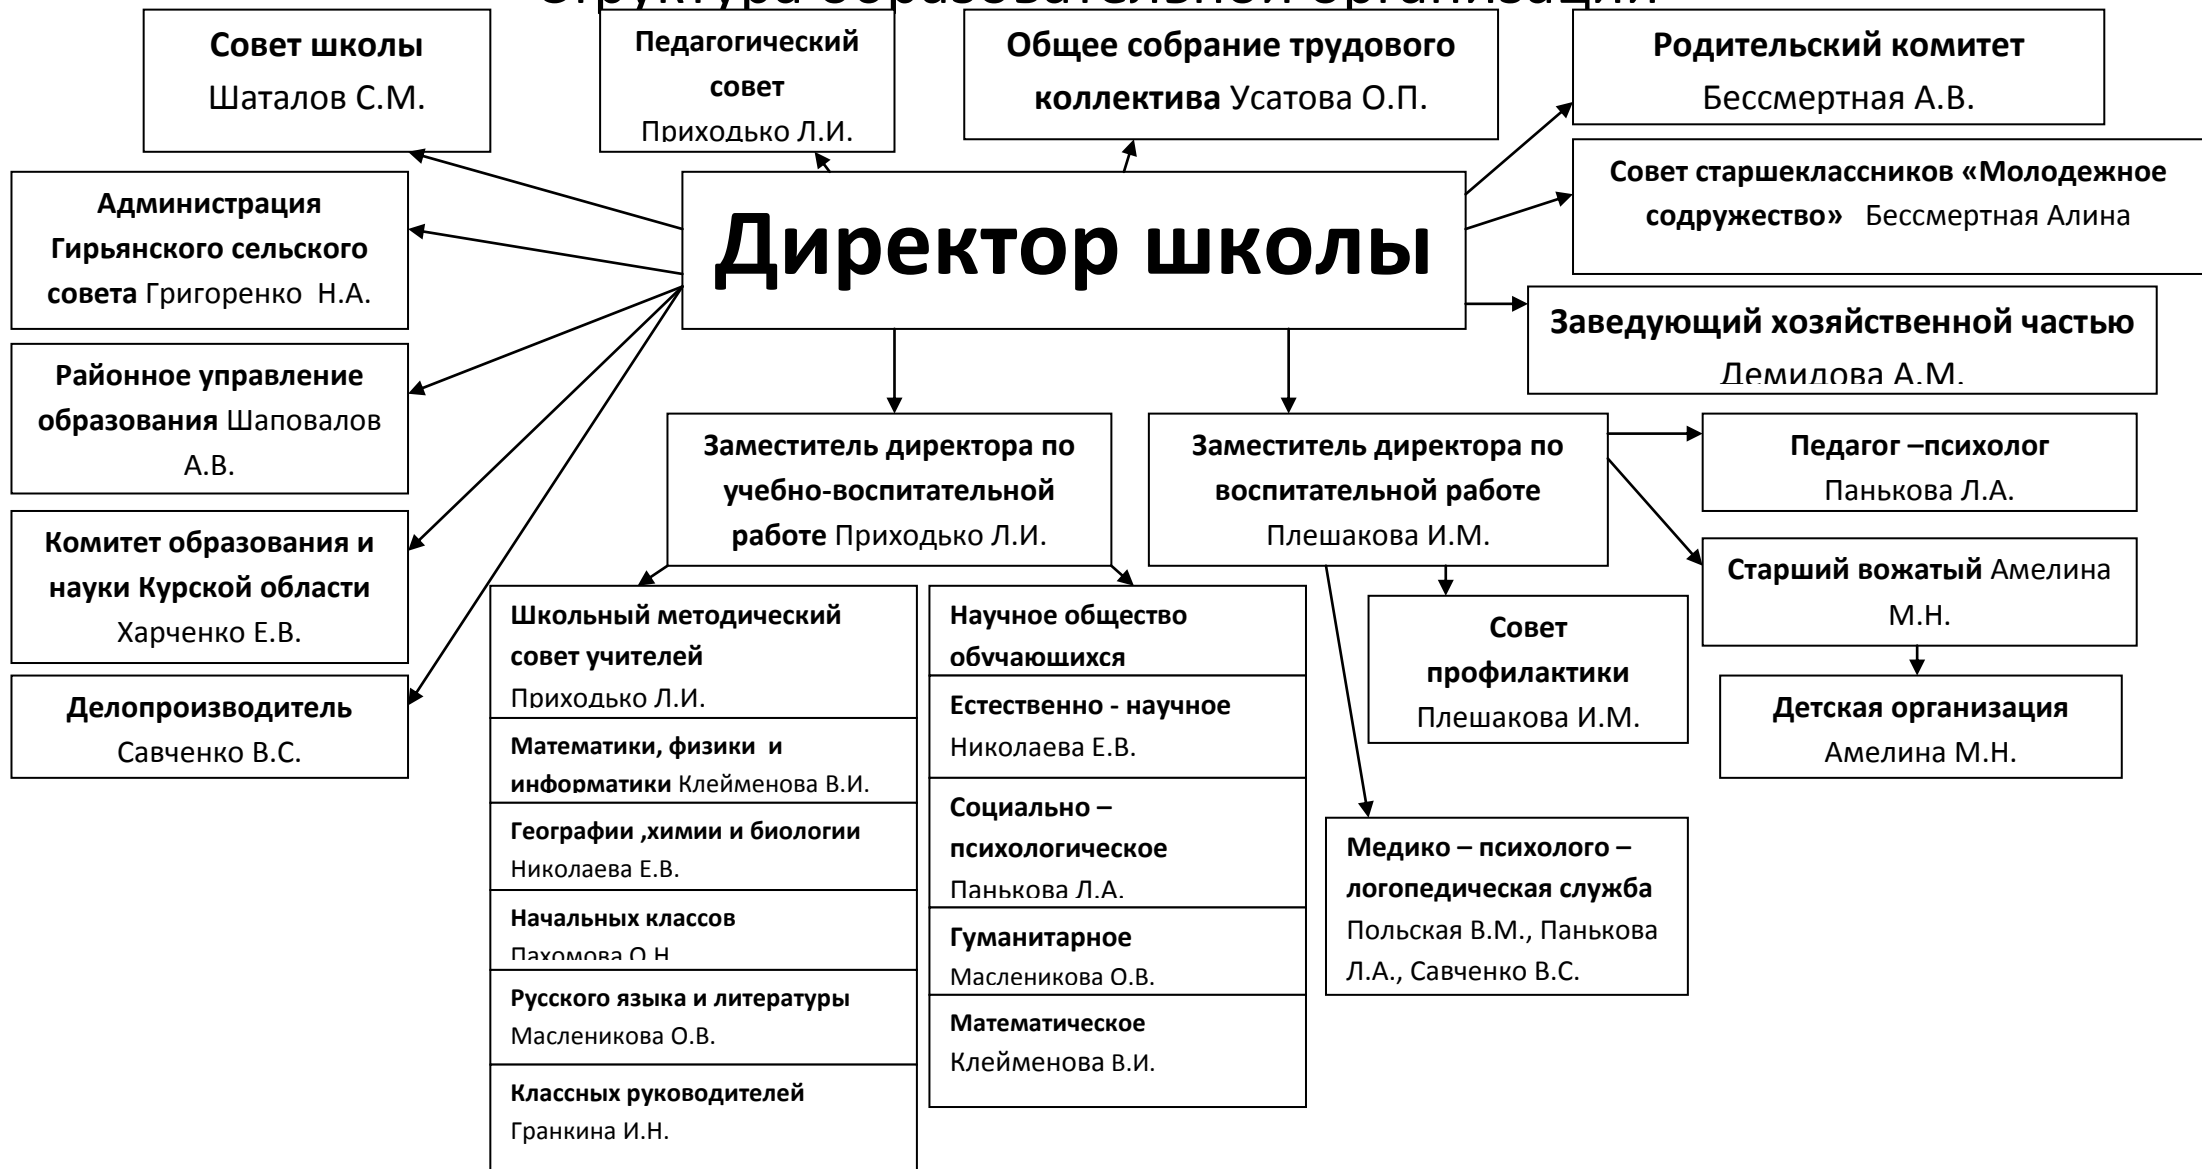 Структура образовательной организации
Совет школы
Шаталов С.М.
Педагогический
совет
Приходько Л.И.
Общее собрание трудового
коллектива Усатова О.П.
Родительский комитет
Бессмертная А.В.
Совет старшеклассников «Молодежное
содружество» Бессмертная Алина
Администрация
Гирьянского сельского
совета Григоренко Н.А.
Директор школы
Заведующий хозяйственной частью
Демидова А.М.
Районное управление
образования Шаповалов
А.В.
Заместитель директора по
учебно-воспитательной
работе Приходько Л.И.
Заместитель директора по
воспитательной работе
Плешакова И.М.
Педагог –психолог
Панькова Л.А.
Комитет образования и
науки Курской области
Харченко Е.В.
Старший вожатый Амелина
М.Н.
Делопроизводитель
Савченко В.С.
Школьный методический
совет учителей
Приходько Л.И.
Математики, физики и
информатики Клейменова В.И.
Географии ,химии и биологии
Николаева Е.В.
Начальных классов
Пахомова О.Н
Русского языка и литературы
Масленикова О.В.
Классных руководителей
Гранкина И.Н.
Научное общество
обучающихся
Естественно - научное
Николаева Е.В.
Социально –
психологическое
Панькова Л.А.
Гуманитарное
Масленикова О.В.
Математическое
Клейменова В.И.
Совет
профилактики
Плешакова И.М.
Детская организация
Амелина М.Н.
Медико – психолого –
логопедическая служба
Польская В.М., Панькова
Л.А., Савченко В.С.